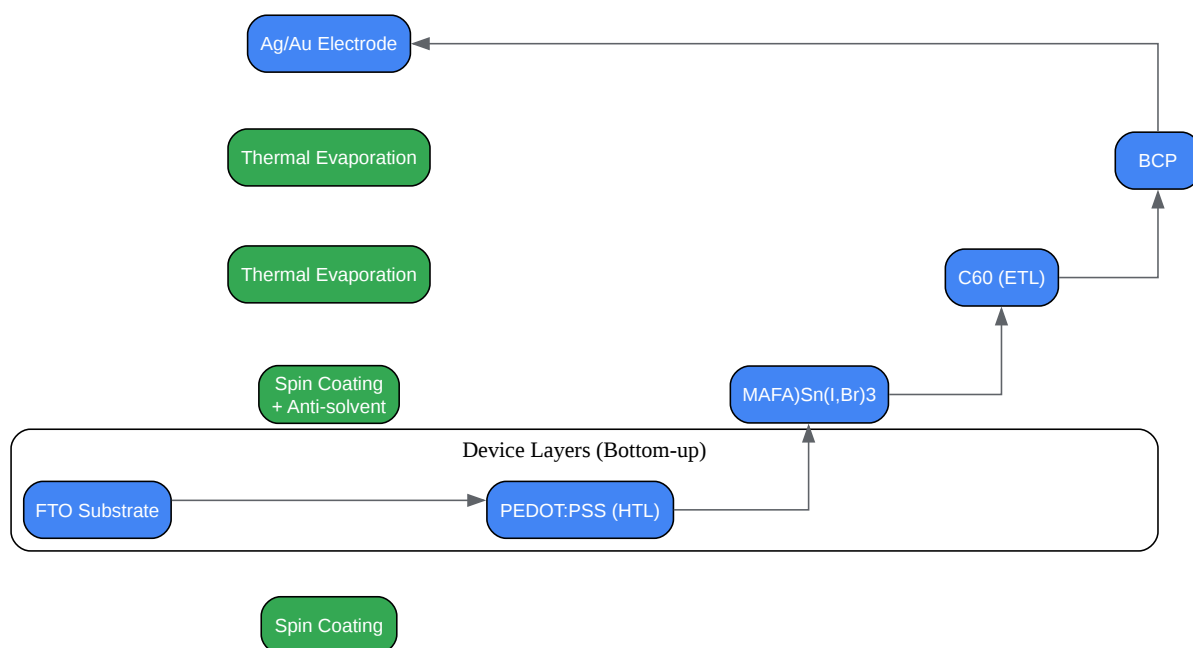 Ag/Au Electrode
Thermal Evaporation
BCP
Thermal Evaporation
C60 (ETL)
Spin Coating
+ Anti-solvent
MAFA)Sn(I,Br)3
Device Layers (Bottom-up)
FTO Substrate
PEDOT:PSS (HTL)
Spin Coating